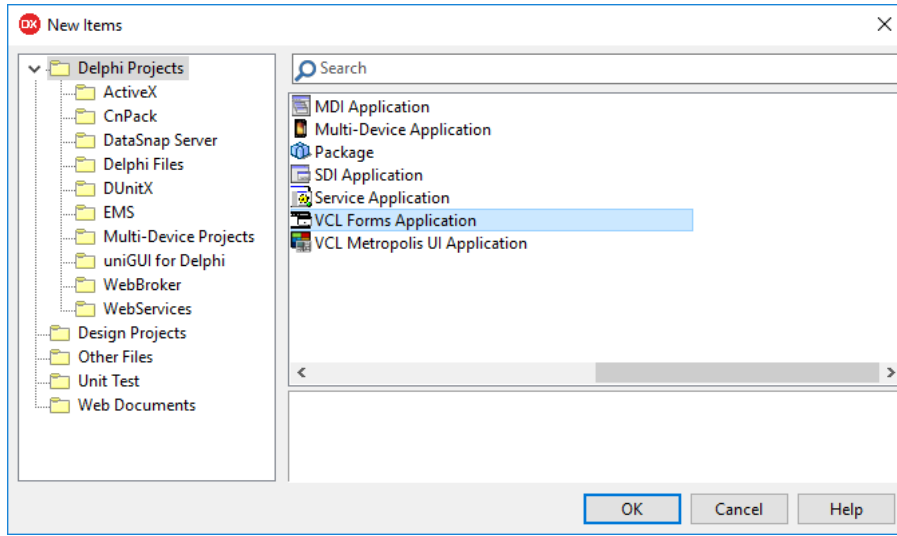 DX New Items
Delphi Projects
ActiveX
CnPack
DataSnap Server
Delphi Files
DUnitX
EMS
Multi-Device Projects
uniGUI for Delphi
WebBroker
WebServices
Design Projects
Other Files
Unit Test
Web Documents
Search
MDI Application
Multi-Device Application
Package
SDI Application
Service Application
VCL Forms Application
VCL Metropolis UI Application
OK Cancel Help